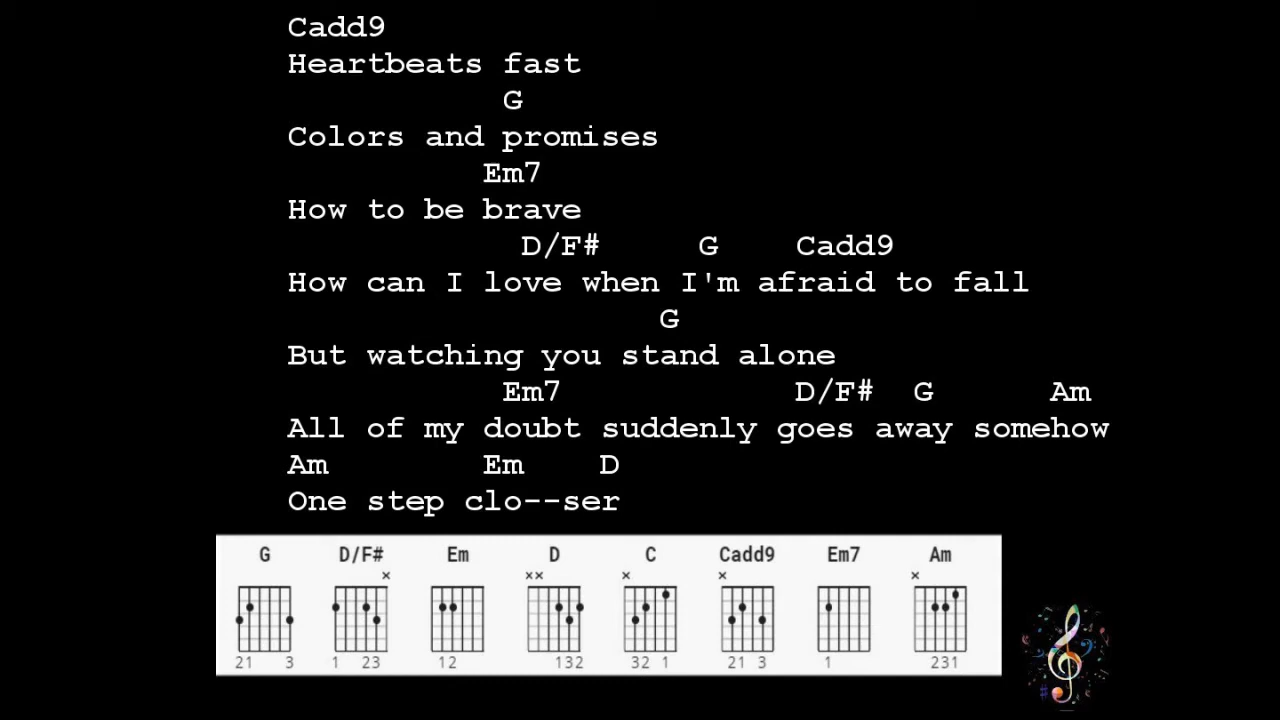 Cadd9
Heartbeats fast
G
Colors and promises
Em7
How to be brave
D/F# G Cadd9
How can I love when I'm afraid to fall
G
But watching you stand alone
Em7 D/F# G Am
All of my doubt suddenly goes away somehow
Am Em D
One step clo--ser
G D/F# Em D C Cadd9 Em7 Am
x xx x x x
21 3 1 23 12 132 32 1 21 3 1 231